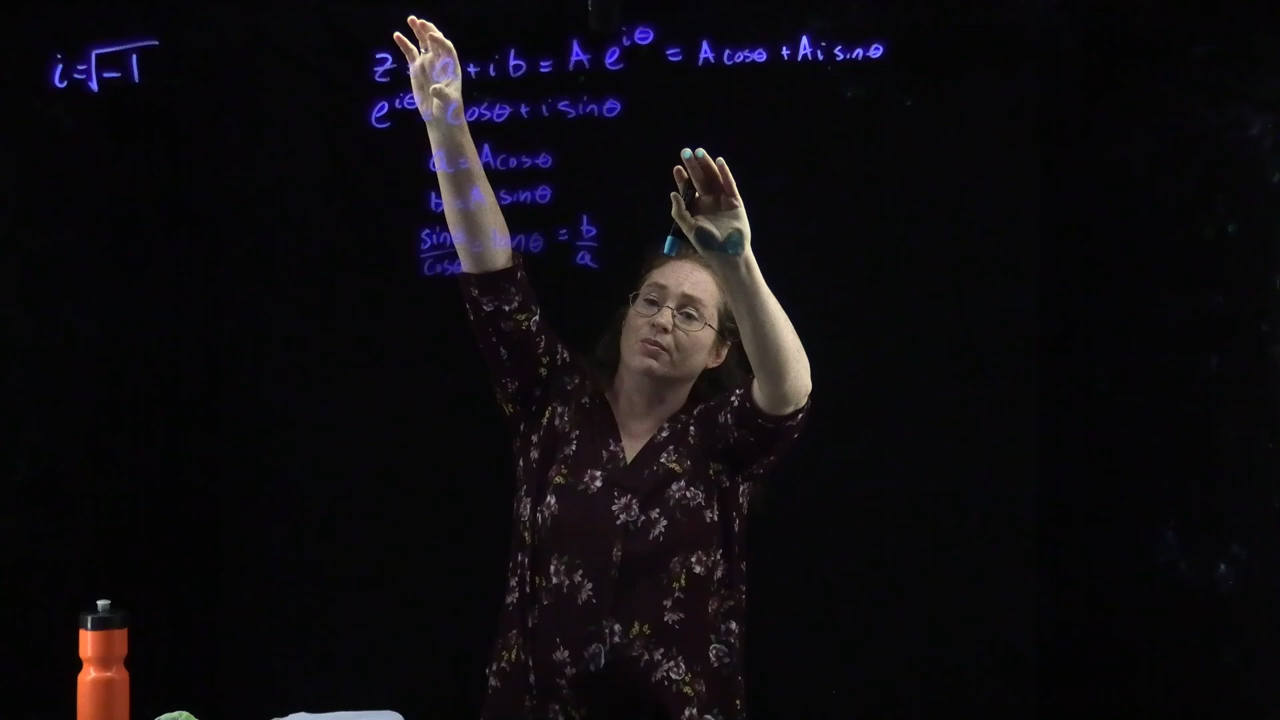 i=√-1
z = a + i b = A e^{iθ} = A cosθ + A i sinθ
e^{iθ} = cosθ + i sinθ
a = A cosθ
b = A sinθ
sinθ/cosθ = tanθ = b/a